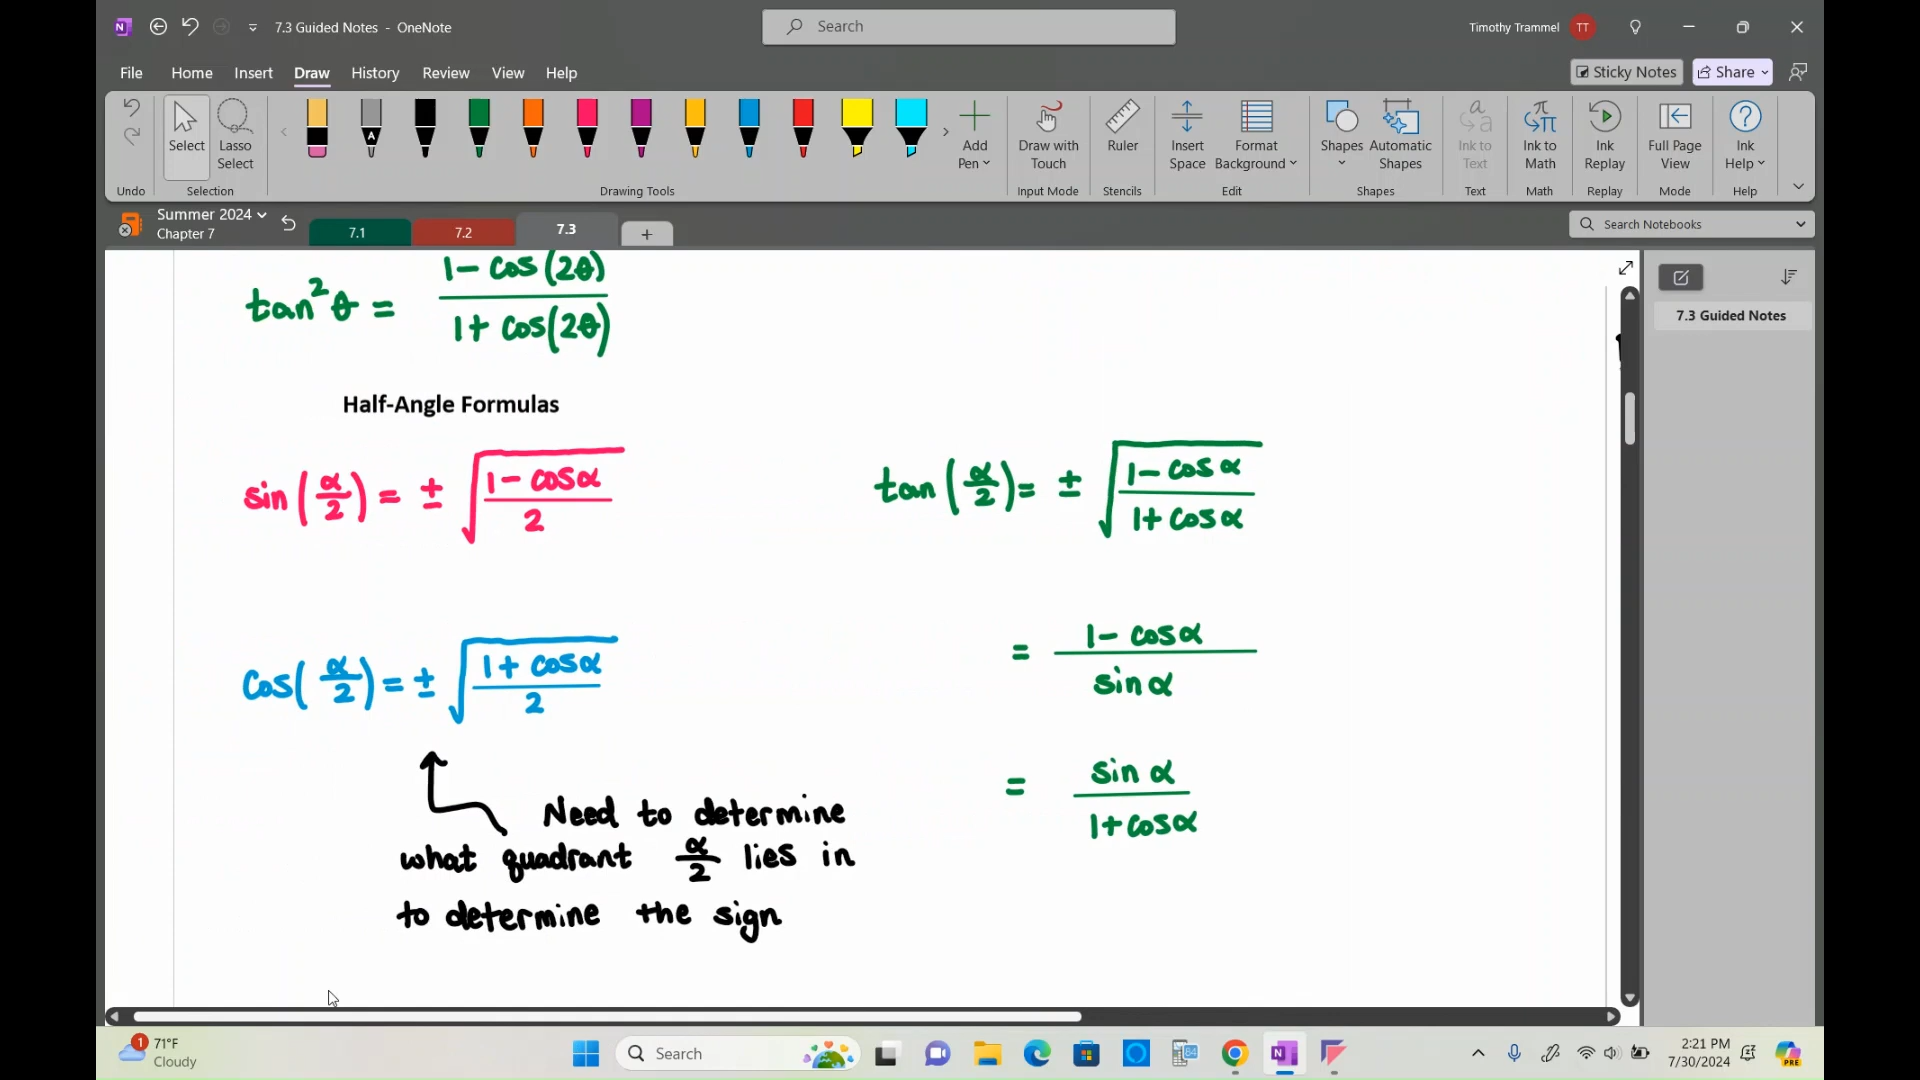 7.3 Guided Notes - OneNote
Search
Timothy Trammel TT
File Home Insert Draw History Review View Help
Sticky Notes Share
Undo
Select
Lasso Select
Selection
A
Drawing Tools
Add Pen
Draw with Touch
Input Mode
Ruler
Stencils
Insert Space
Format Background
Edit
Shapes
Automatic Shapes
Shapes
Ink to Text
Text
Ink to Math
Math
Ink Replay
Replay
Full Page View
Mode
Ink Help
Help
Summer 2024
Chapter 7
7.1 7.2 7.3 +
Search Notebooks
7.3 Guided Notes
tan²θ = (1 - cos(2θ))/(1 + cos(2θ))
Half-Angle Formulas
sin(α/2) = ± √((1 - cosα)/2)
cos(α/2) = ± √((1 + cosα)/2)
Need to determine
what quadrant α/2 lies in
to determine the sign
tan(α/2) = ± √((1 - cosα)/(1 + cosα))
= (1 - cosα)/(sin α)
= (sin α)/(1 + cosα)
1
71°F
Cloudy
Search
84
2:21 PM
7/30/2024
PRE